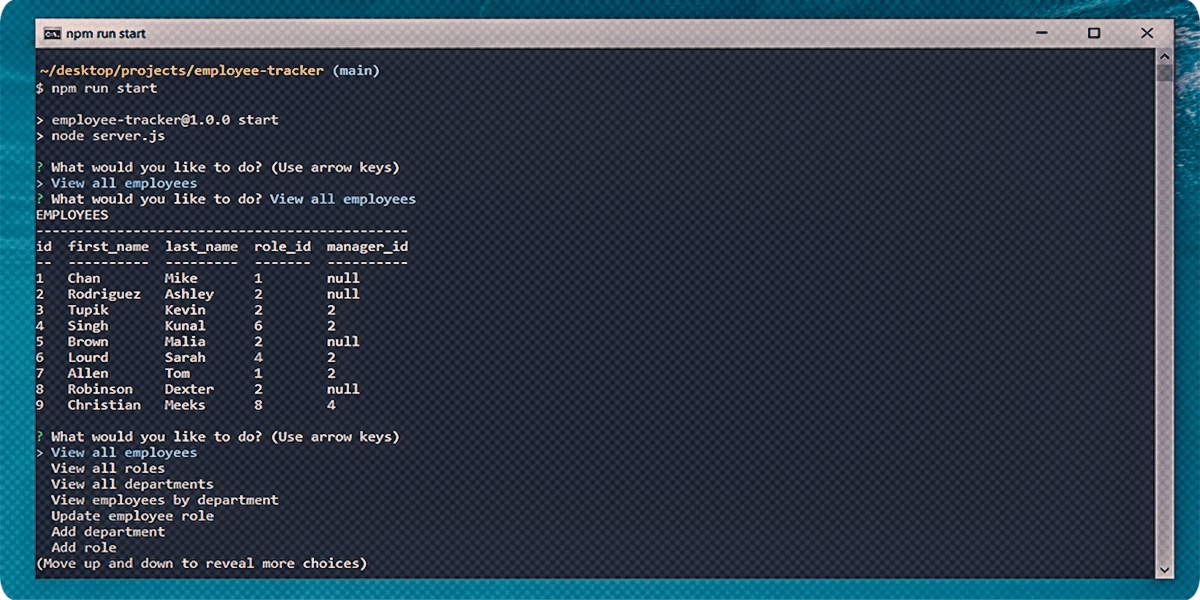 npm run start
~/desktop/projects/employee-tracker (main)
$ npm run start
> employee-tracker@1.0.0 start
> node server.js
? What would you like to do? (Use arrow keys)
> View all employees
? What would you like to do? View all employees
EMPLOYEES
----------------------------------------------
id  first_name  last_name  role_id  manager_id
--  ----------  ---------  -------  ----------
1   Chan        Mike       1        null
2   Rodriguez   Ashley     2        null
3   Tupik       Kevin      2        2
4   Singh       Kunal      6        2
5   Brown       Malia      2        null
6   Lourd       Sarah      4        2
7   Allen       Tom        1        2
8   Robinson    Dexter     2        null
9   Christian   Meeks      8        4
? What would you like to do? (Use arrow keys)
> View all employees
  View all roles
  View all departments
  View employees by department
  Update employee role
  Add department
  Add role
(Move up and down to reveal more choices)